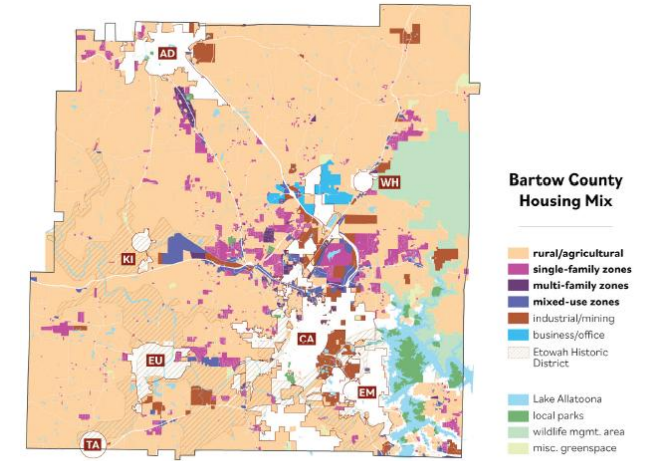 AD
WH
KI
CA
EU
EM
TA
Bartow County
Housing Mix
rural/agricultural
single-family zones
multi-family zones
mixed-use zones
industrial/mining
business/office
Etowah Historic
District
Lake Allatoona
local parks
wildlife mgmt. area
misc. greenspace